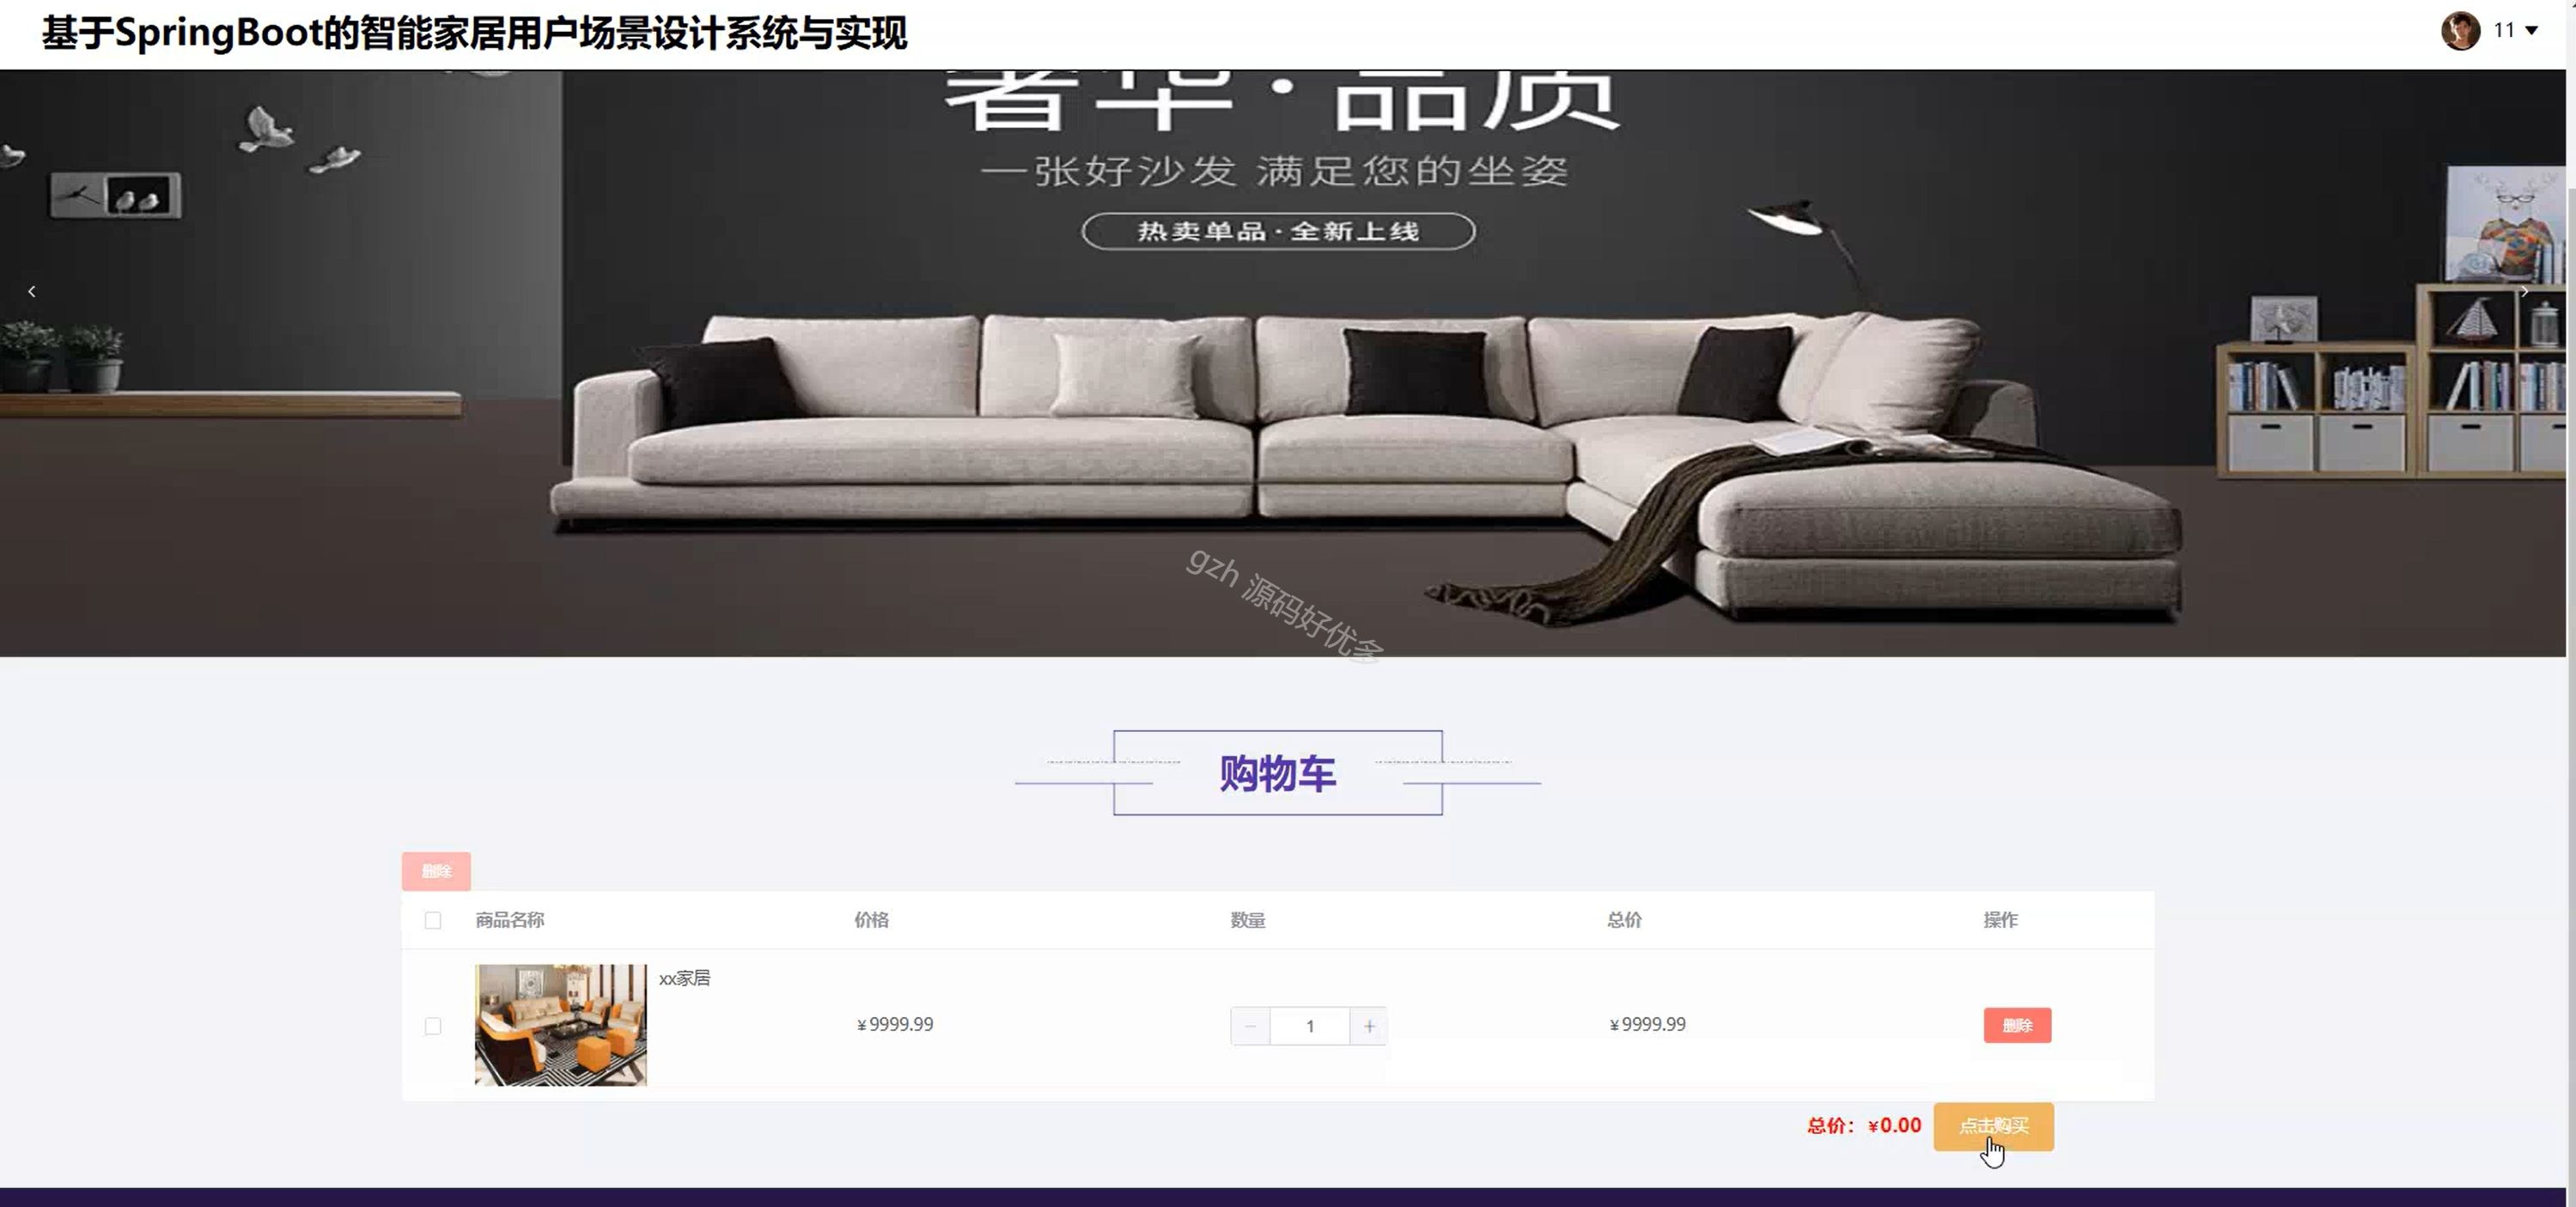 基于SpringBoot的智能家居用户场景设计系统与实现
11
奢华·品质
一张好沙发 满足您的坐姿
热卖单品·全新上线
gzh 源码好优多
购物车
删除
商品名称 价格 数量 总价 操作
xx家居
¥9999.99 1 ¥9999.99 删除
总价：¥0.00 点击购买